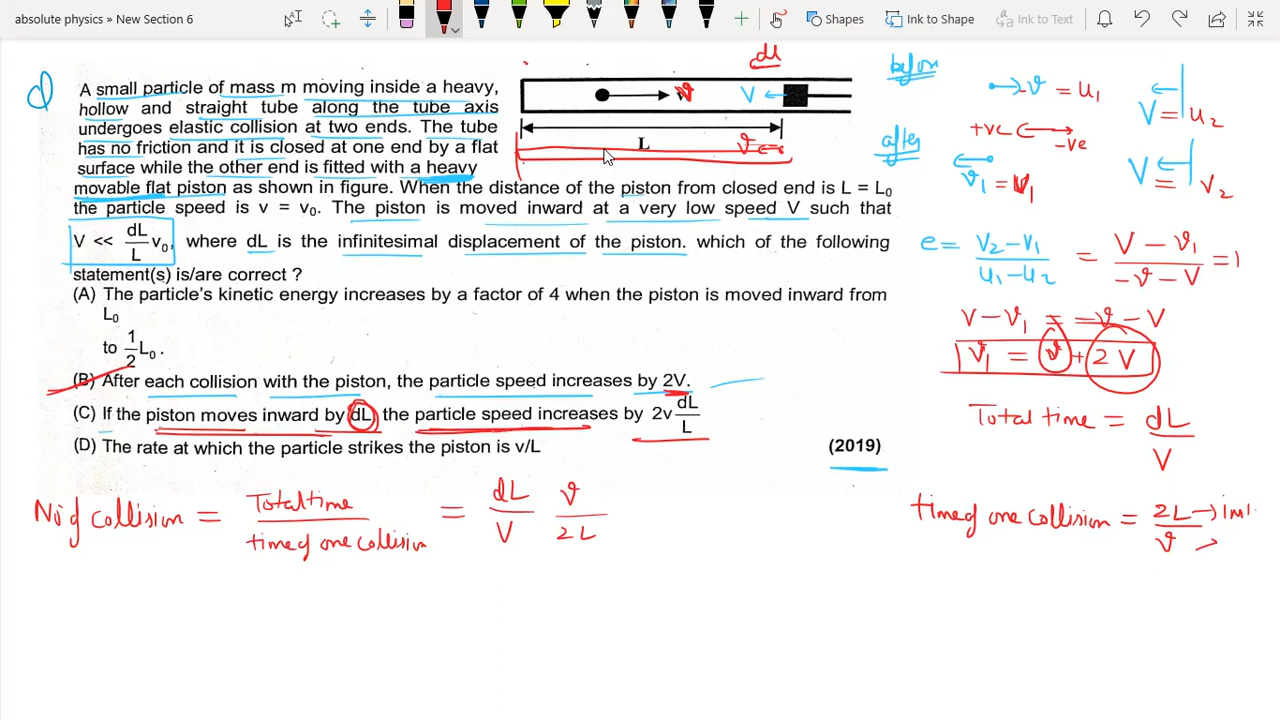 absolute physics » New Section 6
Shapes
Ink to Shape
Ink to Text
d
A small particle of mass m moving inside a heavy,
hollow and straight tube along the tube axis
undergoes elastic collision at two ends. The tube
has no friction and it is closed at one end by a flat
surface while the other end is fitted with a heavy
movable flat piston as shown in figure. When the distance of the piston from closed end is L = L₀
the particle speed is v = v₀. The piston is moved inward at a very low speed V such that
V << dL/L v₀, where dL is the infinitesimal displacement of the piston. which of the following
statement(s) is/are correct ?
(A) The particle's kinetic energy increases by a factor of 4 when the piston is moved inward from
L₀
to 1/2 L₀.
(B) After each collision with the piston, the particle speed increases by 2V.
(C) If the piston moves inward by dL, the particle speed increases by 2v dL/L
(D) The rate at which the particle strikes the piston is v/L
(2019)
dl
v V
L
v
before
v = u₁
V = u₂
+ve
-ve
after
v₁ = V₁
V = V₂
e = V₂-V₁/u₁-u₂ = V-v₁/-v-V = 1
V-v₁ = -v-V
v₁ = v+2V
Total time = dL/V
time of one collision = 2L/v
No of collision = Total time/time of one collision = dL/V v/2L